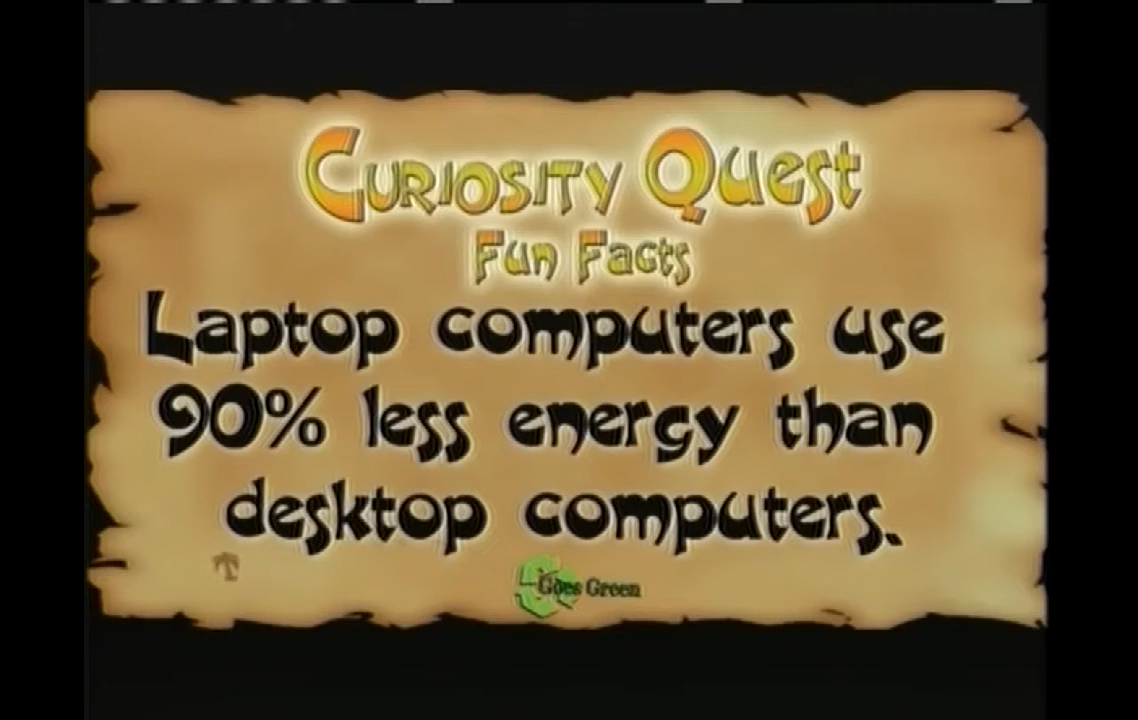 Curiosity Quest
Fun Facts
Laptop computers use
90% less energy than
desktop computers.
Goes Green